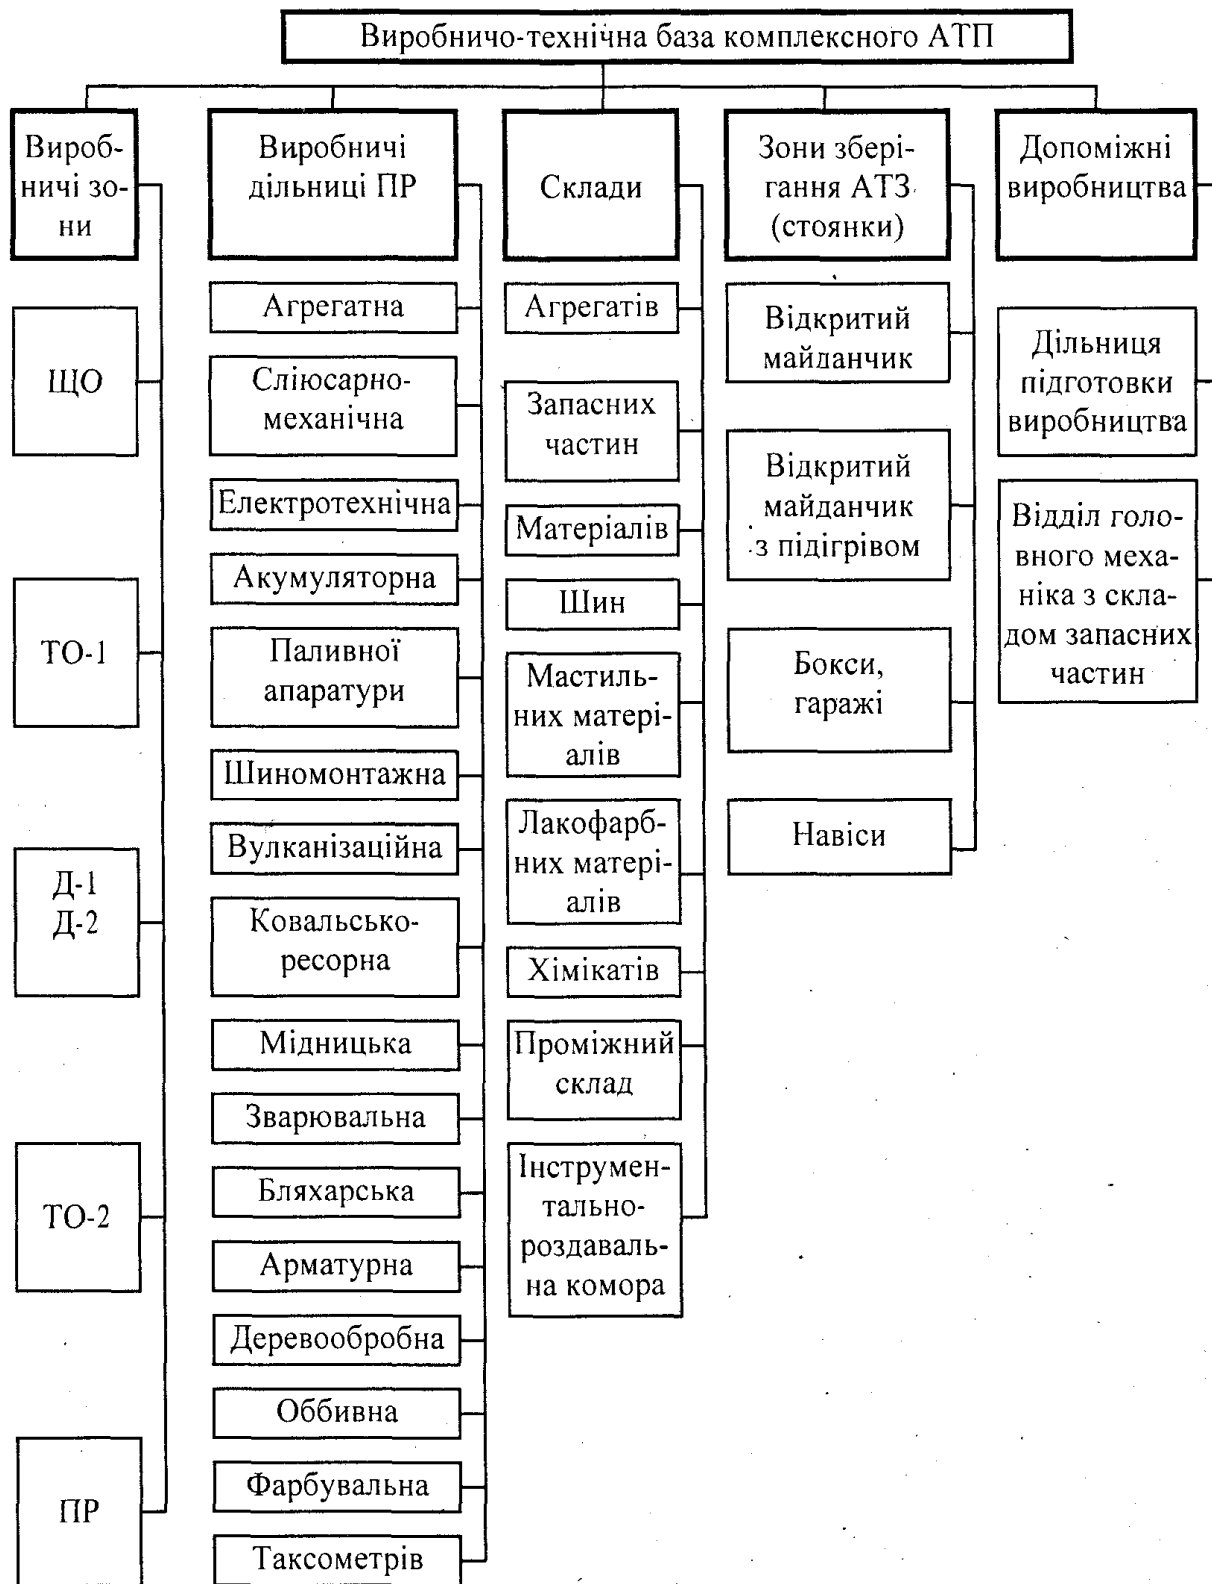 Виробничо-технічна база комплексного АТП
Вироб-
ничі зо-
ни
ЩО
ТО-1
Д-1
Д-2
ТО-2
ПР
Виробничі
дільниці ПР
Агрегатна
Слюсарно-
механічна
Електротехнічна
Акумуляторна
Паливної
апаратури
Шиномонтажна
Вулканізаційна
Ковальсько-
ресорна
Мідницька
Зварювальна
Бляхарська
Арматурна
Деревообробна
Оббивна
Фарбувальна
Таксометрів
Склади
Агрегатів
Запасних
частин
Матеріалів
Шин
Мастиль-
них матері-
алів
Лакофарб-
них матері-
алів
Хімікатів
Проміжний
склад
Інструмен-
тально-
роздаваль-
на комора
Зони збері-
гання АТЗ
(стоянки)
Відкритий
майданчик
Відкритий
майданчик
з підігрівом
Бокси,
гаражі
Навіси
Допоміжні
виробництва
Дільниця
підготовки
виробництва
Відділ голо-
вного меха-
ніка з скла-
дом запасних
частин